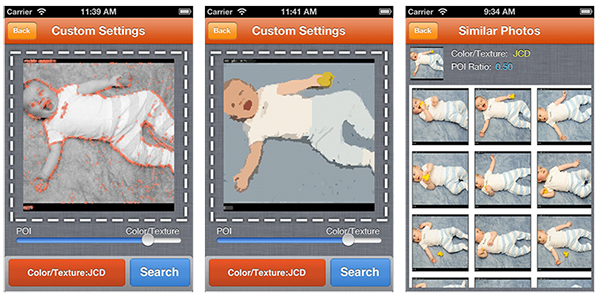 Carrier 11:39 AM
Back Custom Settings
POI Color/Texture
Color/Texture:JCD Search
Carrier 11:41 AM
Back Custom Settings
POI Color/Texture
Color/Texture:JCD Search
Carrier 9:34 AM
Back Similar Photos
Color/Texture: JCD
POI Ratio: 0.50